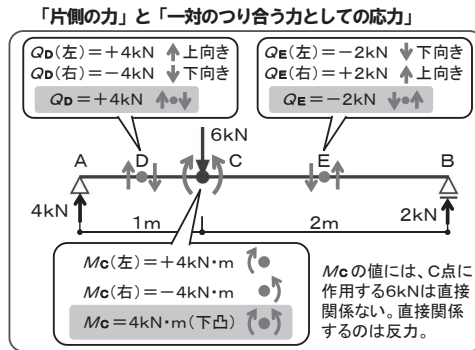 「片側の力」と「一対のつり合う力としての応力」
QD(左)=+4kN 上向き
QD(右)=−4kN 下向き
QD=+4kN
QE(左)=−2kN 下向き
QE(右)=+2kN 上向き
QE=−2kN
6kN
A
D
C
E
B
4kN
1m
2m
2kN
MC(左)=+4kN・m
MC(右)=−4kN・m
MC=4kN・m(下凸)
MCの値には、C点に
作用する6kNは直接
関係ない。直接関係
するのは反力。